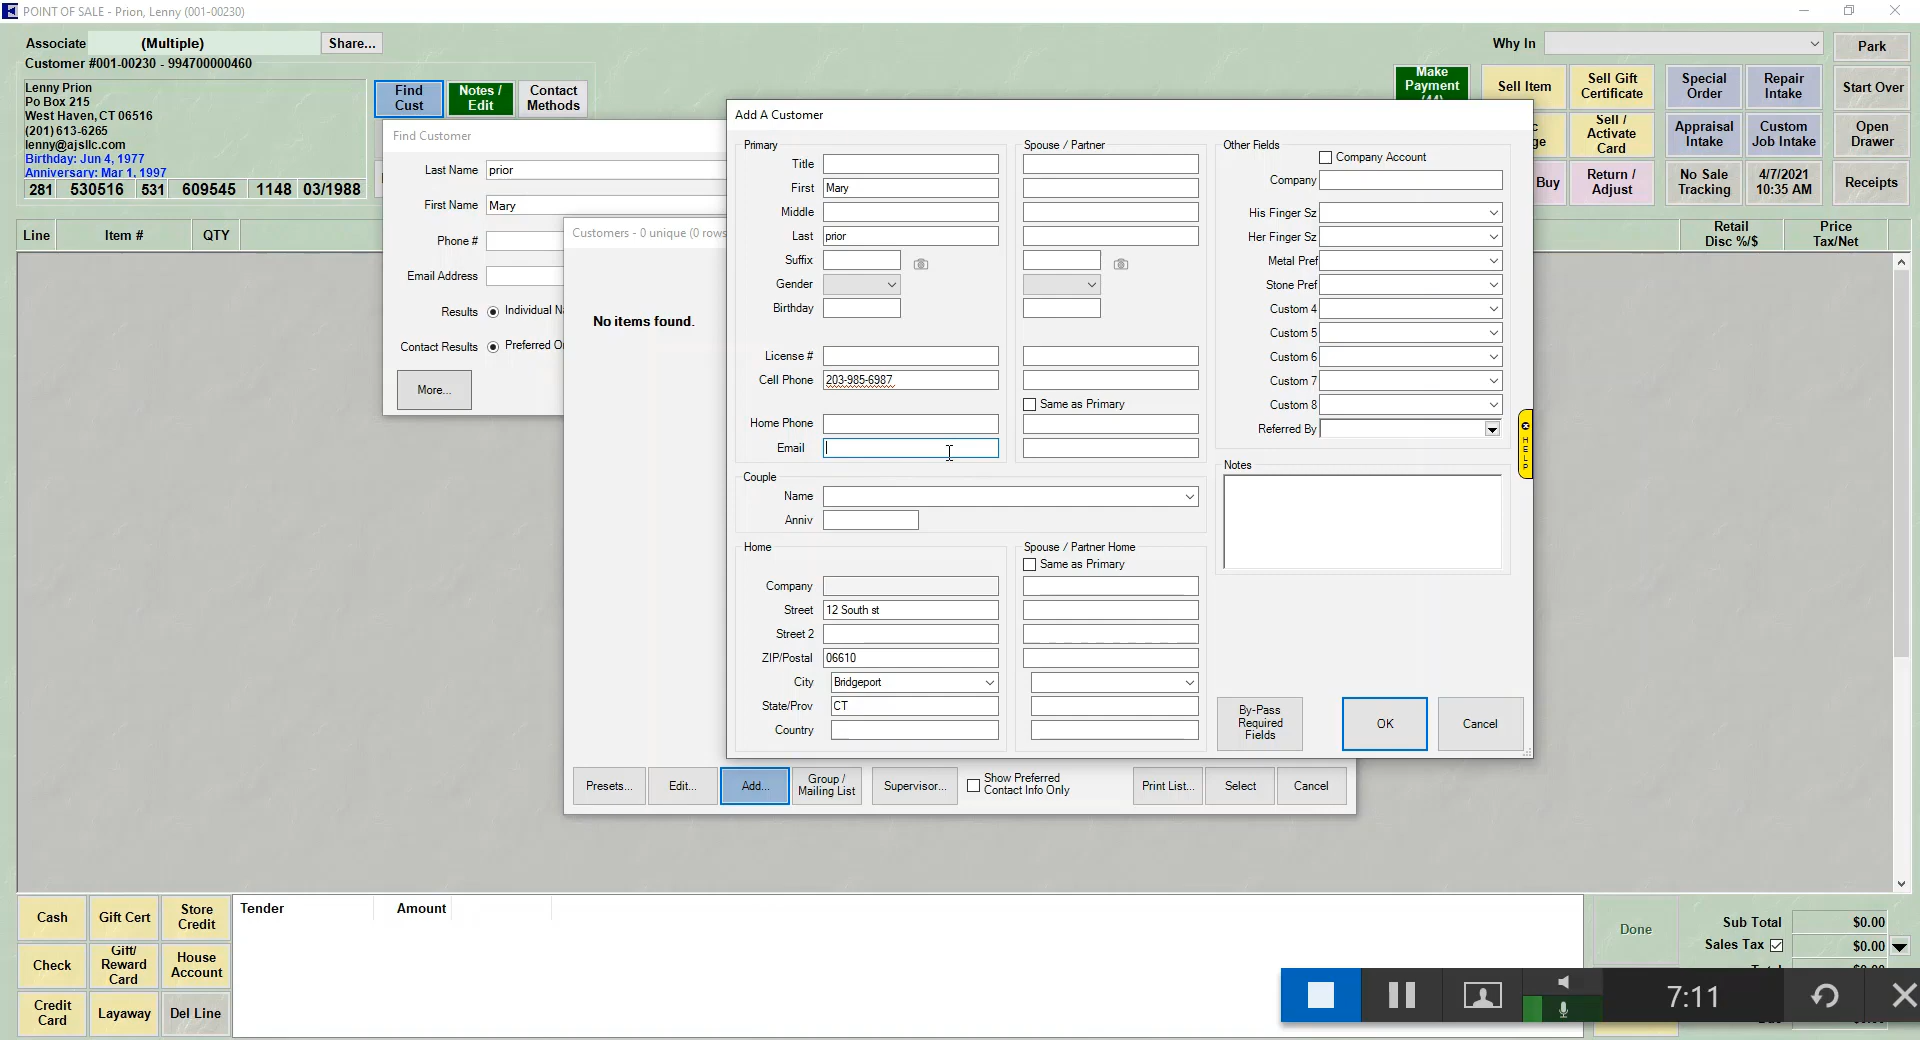 POINT OF SALE - Prion, Lenny (001-00230)
Associate (Multiple) Share...
Customer #001-00230 - 994700000460
Lenny Prion
Po Box 215
West Haven, CT 06516
(201) 613-6265
lenny@ajsllc.com
Birthday: Jun 4, 1977
Anniversary: Mar 1, 1997
281 530516 531 609545 1148 03/1988
Find Cust
Notes / Edit
Contact Methods
Why In
Park
Make Payment
Sell Item
Sell Gift Certificate
Special Order
Repair Intake
Start Over
Sell / Activate Card
Appraisal Intake
Custom Job Intake
Open Drawer
Buy
Return / Adjust
No Sale Tracking
4/7/2021 10:35 AM
Receipts
Line Item # QTY
Retail Disc %/$
Price Tax/Net
Find Customer
Last Name prior
First Name Mary
Phone #
Email Address
Results Individual
Contact Results Preferred
More...
Customers - 0 unique (0 rows
No items found.
Presets...
Edit...
Add...
Group / Mailing List
Supervisor...
Show Preferred Contact Info Only
Print List...
Select
Cancel
Add A Customer
Primary
Title
First Mary
Middle
Last prior
Suffix
Gender
Birthday
License #
Cell Phone 203-985-6987
Home Phone
Email
Spouse / Partner
Same as Primary
Couple
Name
Anniv
Home
Company
Street 12 South st
Street 2
ZIP/Postal 06610
City Bridgeport
State/Prov CT
Country
Spouse / Partner Home
Same as Primary
Other Fields
Company Account
Company
His Finger Sz
Her Finger Sz
Metal Pref
Stone Pref
Custom 4
Custom 5
Custom 6
Custom 7
Custom 8
Referred By
Notes
By-Pass Required Fields
OK
Cancel
HELP
Cash
Gift Cert
Store Credit
Check
Gift/ Reward Card
House Account
Credit Card
Layaway
Del Line
Tender Amount
Done
Sub Total $0.00
Sales Tax $0.00
7:11